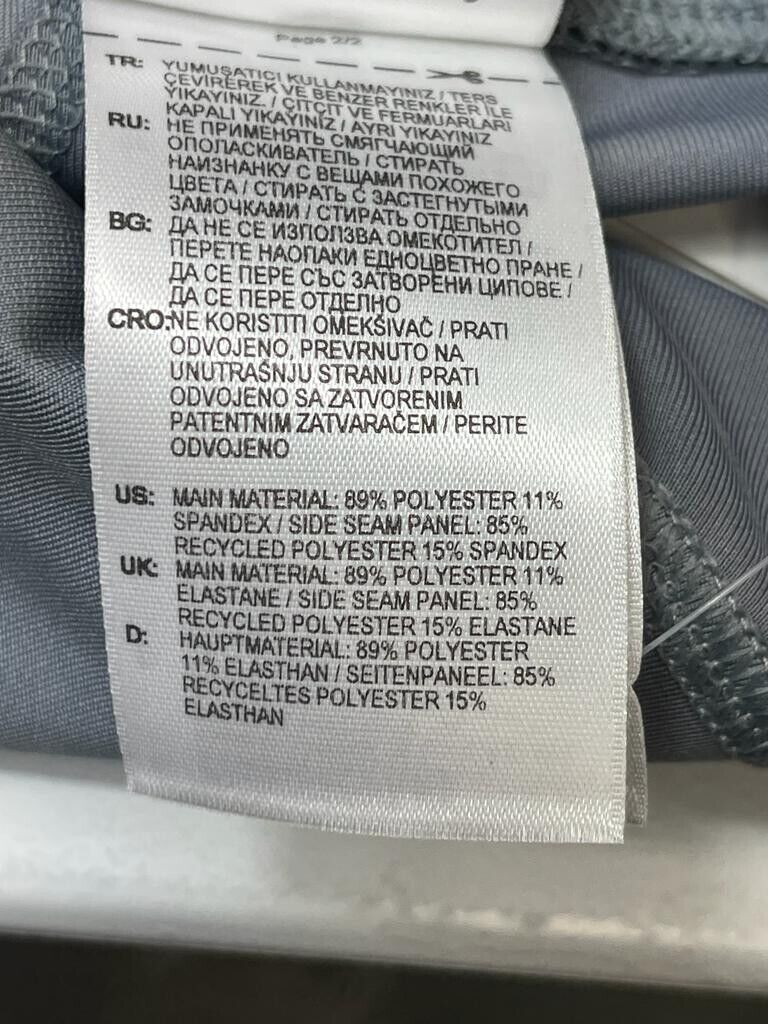 Page 2/2
TR: YUMUŞATICI KULLANMAYINIZ / TERS
ÇEVİREREK VE BENZER RENKLER İLE
YIKAYINIZ. / ÇITÇIT VE FERMUARLARI
KAPALI YIKAYINIZ / AYRI YIKAYINIZ
RU: НЕ ПРИМЕНЯТЬ СМЯГЧАЮЩИЙ
ОПОЛАСКИВАТЕЛЬ / СТИРАТЬ
НАИЗНАНКУ С ВЕЩАМИ ПОХОЖЕГО
ЦВЕТА / СТИРАТЬ С ЗАСТЕГНУТЫМИ
ЗАМОЧКАМИ / СТИРАТЬ ОТДЕЛЬНО
BG: ДА НЕ СЕ ИЗПОЛЗВА ОМЕКОТИТЕЛ /
ПЕРЕТЕ НАОПАКИ ЕДНОЦВЕТНО ПРАНЕ /
ДА СЕ ПЕРЕ СЪС ЗАТВОРЕНИ ЦИПОВЕ /
ДА СЕ ПЕРЕ ОТДЕЛНО
CRO: NE KORISTITI OMEKŠIVAČ / PRATI
ODVOJENO, PREVRNUTO NA
UNUTRAŠNJU STRANU / PRATI
ODVOJENO SA ZATVORENIM
PATENTNIM ZATVARAČEM / PERITE
ODVOJENO
US: MAIN MATERIAL: 89% POLYESTER 11%
SPANDEX / SIDE SEAM PANEL: 85%
RECYCLED POLYESTER 15% SPANDEX
UK: MAIN MATERIAL: 89% POLYESTER 11%
ELASTANE / SIDE SEAM PANEL: 85%
RECYCLED POLYESTER 15% ELASTANE
D: HAUPTMATERIAL: 89% POLYESTER
11% ELASTHAN / SEITENPANEEL: 85%
RECYCELTES POLYESTER 15%
ELASTHAN